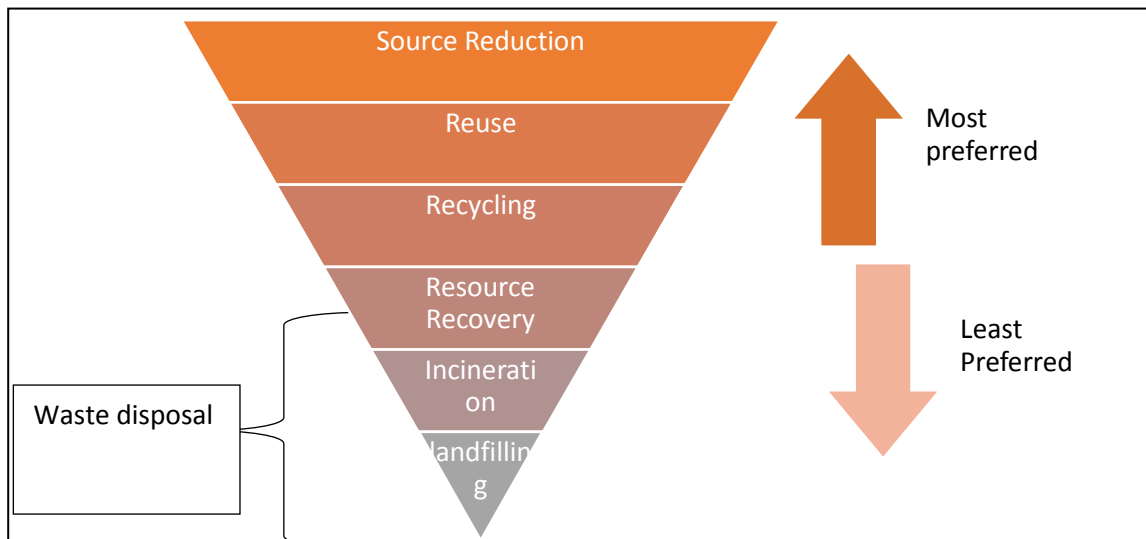 Source Reduction
Reuse
Recycling
Resource
Recovery
Incinerati
on
landfillin
g
Most
preferred
Least
Preferred
Waste disposal